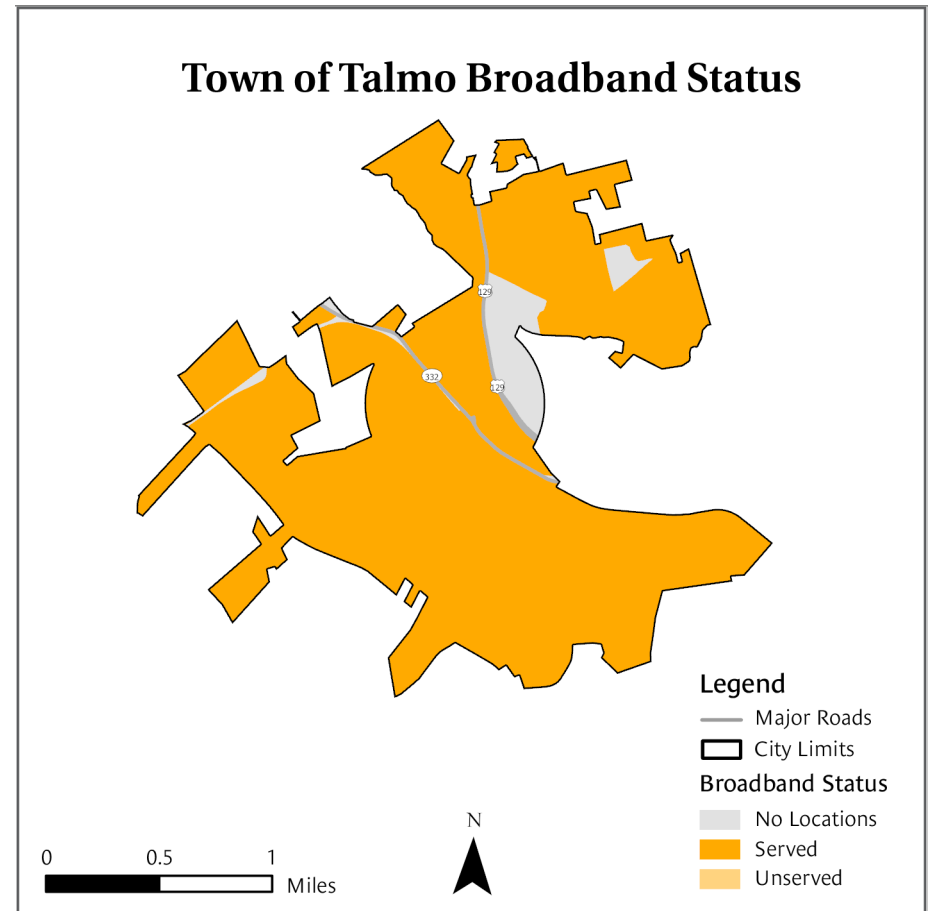 Town of Talmo Broadband Status
129
332
129
Legend
Major Roads
City Limits
Broadband Status
No Locations
Served
Unserved
N
0 0.5 1
Miles